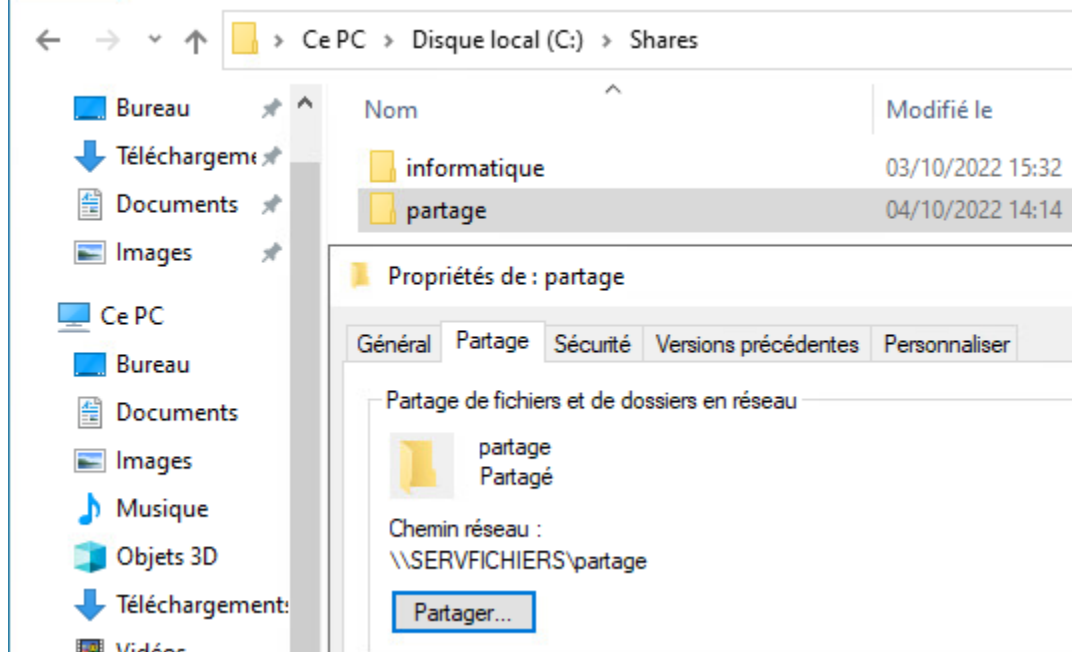 Ce PC > Disque local (C:) > Shares
Bureau
Téléchargeme
Documents
Images
Ce PC
Bureau
Documents
Images
Musique
Objets 3D
Téléchargements
Vidéos
Nom Modifié le
informatique 03/10/2022 15:32
partage 04/10/2022 14:14
Propriétés de : partage
Général Partage Sécurité Versions précédentes Personnaliser
Partage de fichiers et de dossiers en réseau
partage
Partagé
Chemin réseau :
\\SERVFICHIERS\partage
Partager...